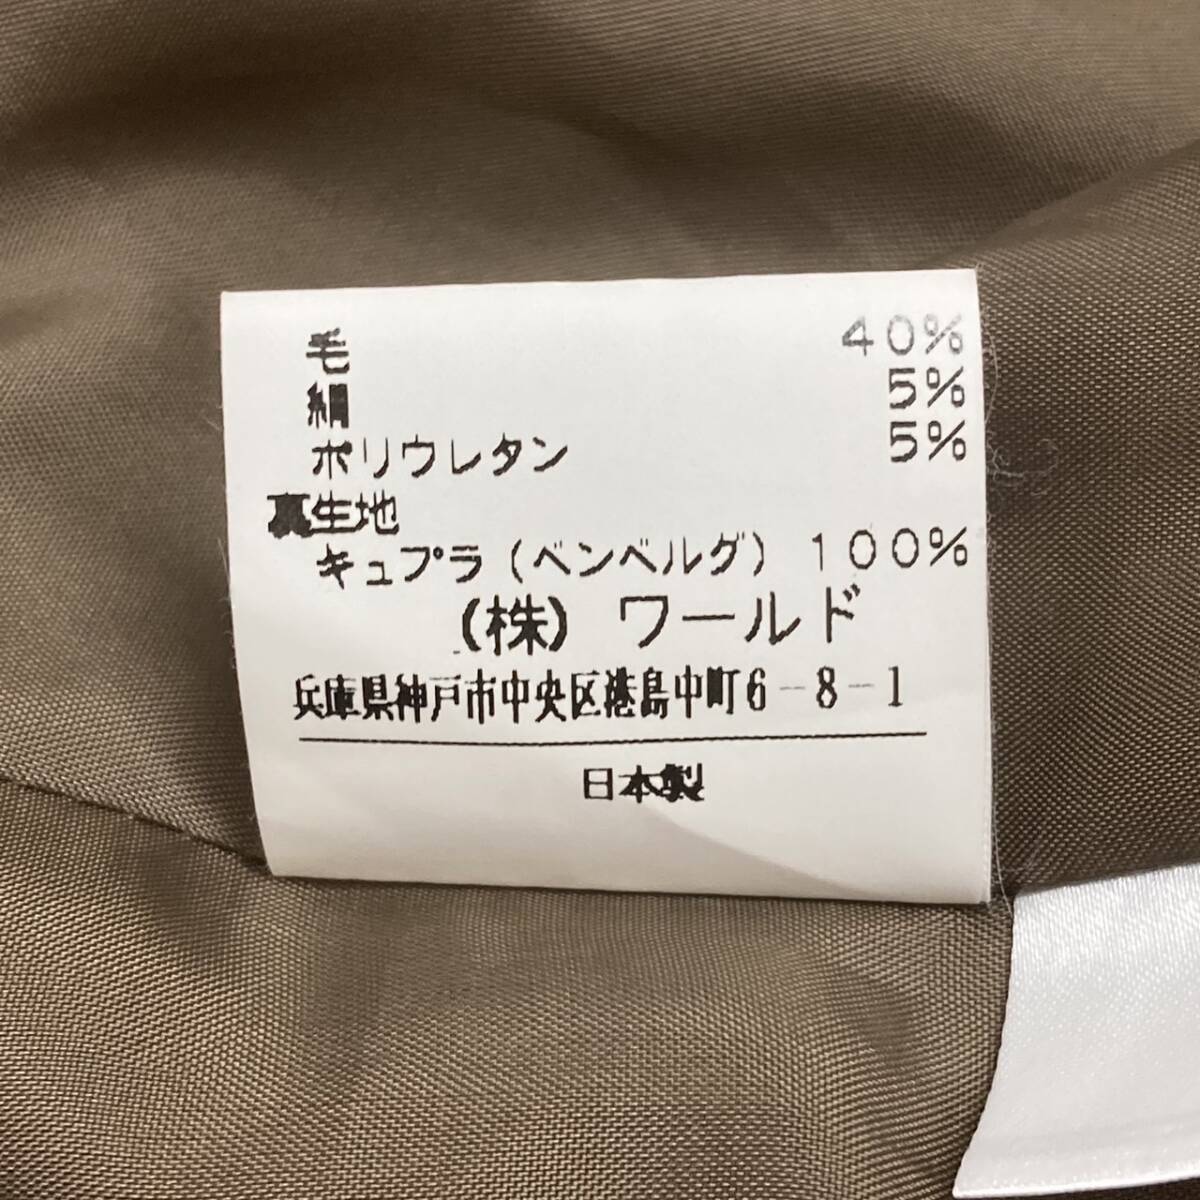 毛 40%
絹 5%
ポリウレタン 5%
裏生地
キュプラ(ベンベルグ) 100%
(株) ワールド
兵庫県神戸市中央区港島中町6-8-1
日本製